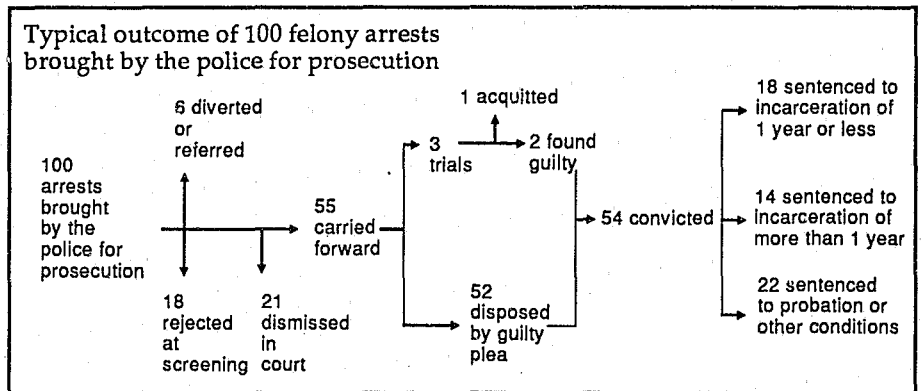 Typical outcome of 100 felony arrests
brought by the police for prosecution
100
arrests
brought
by the
police for
prosecution
6 diverted
or
referred
18
rejected
at
screening
21
dismissed
in
court
55
carried
forward
3
trials
1 acquitted
2 found
guilty
52
disposed
by guilty
plea
54 convicted
18 sentenced to
incarceration of
1 year or less
14 sentenced to
incarceration of
more than 1 year
22 sentenced
to probation or
other conditions